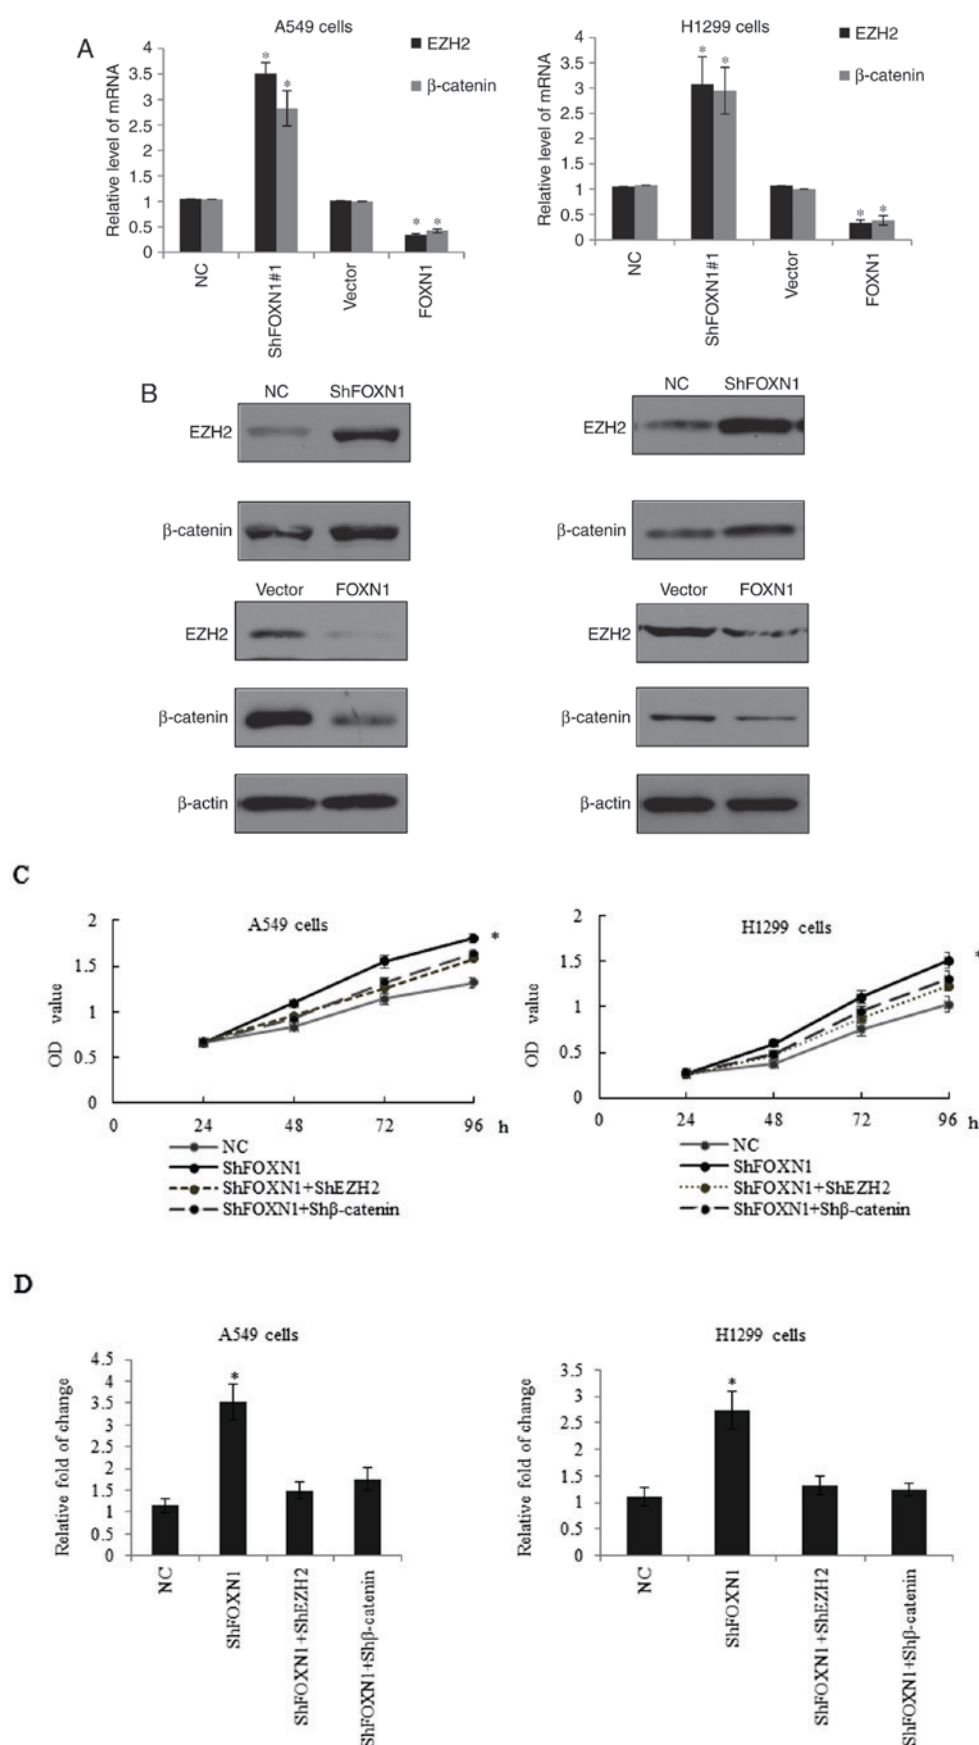 A
A549 cells
EZH2
β-catenin
Relative level of mRNA
4
3.5
3
2.5
2
1.5
1
0.5
0
* * * *
NC
ShFOXN1#1
Vector
FOXN1
H1299 cells
EZH2
β-catenin
Relative level of mRNA
4
3.5
3
2.5
2
1.5
1
0.5
0
* * * *
NC
ShFOXN1#1
Vector
FOXN1
B
NC ShFOXN1
EZH2
β-catenin
Vector FOXN1
EZH2
β-catenin
β-actin
NC ShFOXN1
EZH2
β-catenin
Vector FOXN1
EZH2
β-catenin
β-actin
C
A549 cells
OD value
2
1.5
1
0.5
0
*
0 24 48 72 96 h
NC
ShFOXN1
ShFOXN1+ShEZH2
ShFOXN1+Shβ-catenin
H1299 cells
OD value
2
1.5
1
0.5
0
*
0 24 48 72 96 h
NC
ShFOXN1
ShFOXN1+ShEZH2
ShFOXN1+Shβ-catenin
D
A549 cells
Relative fold of change
4.5
4
3.5
3
2.5
2
1.5
1
0.5
0
*
NC
ShFOXN1
ShFOXN1+ShEZH2
ShFOXN1+Shβ-catenin
H1299 cells
Relative fold of change
3.5
3
2.5
2
1.5
1
0.5
0
*
NC
ShFOXN1
ShFOXN1+ShEZH2
ShFOXN1+Shβ-catenin